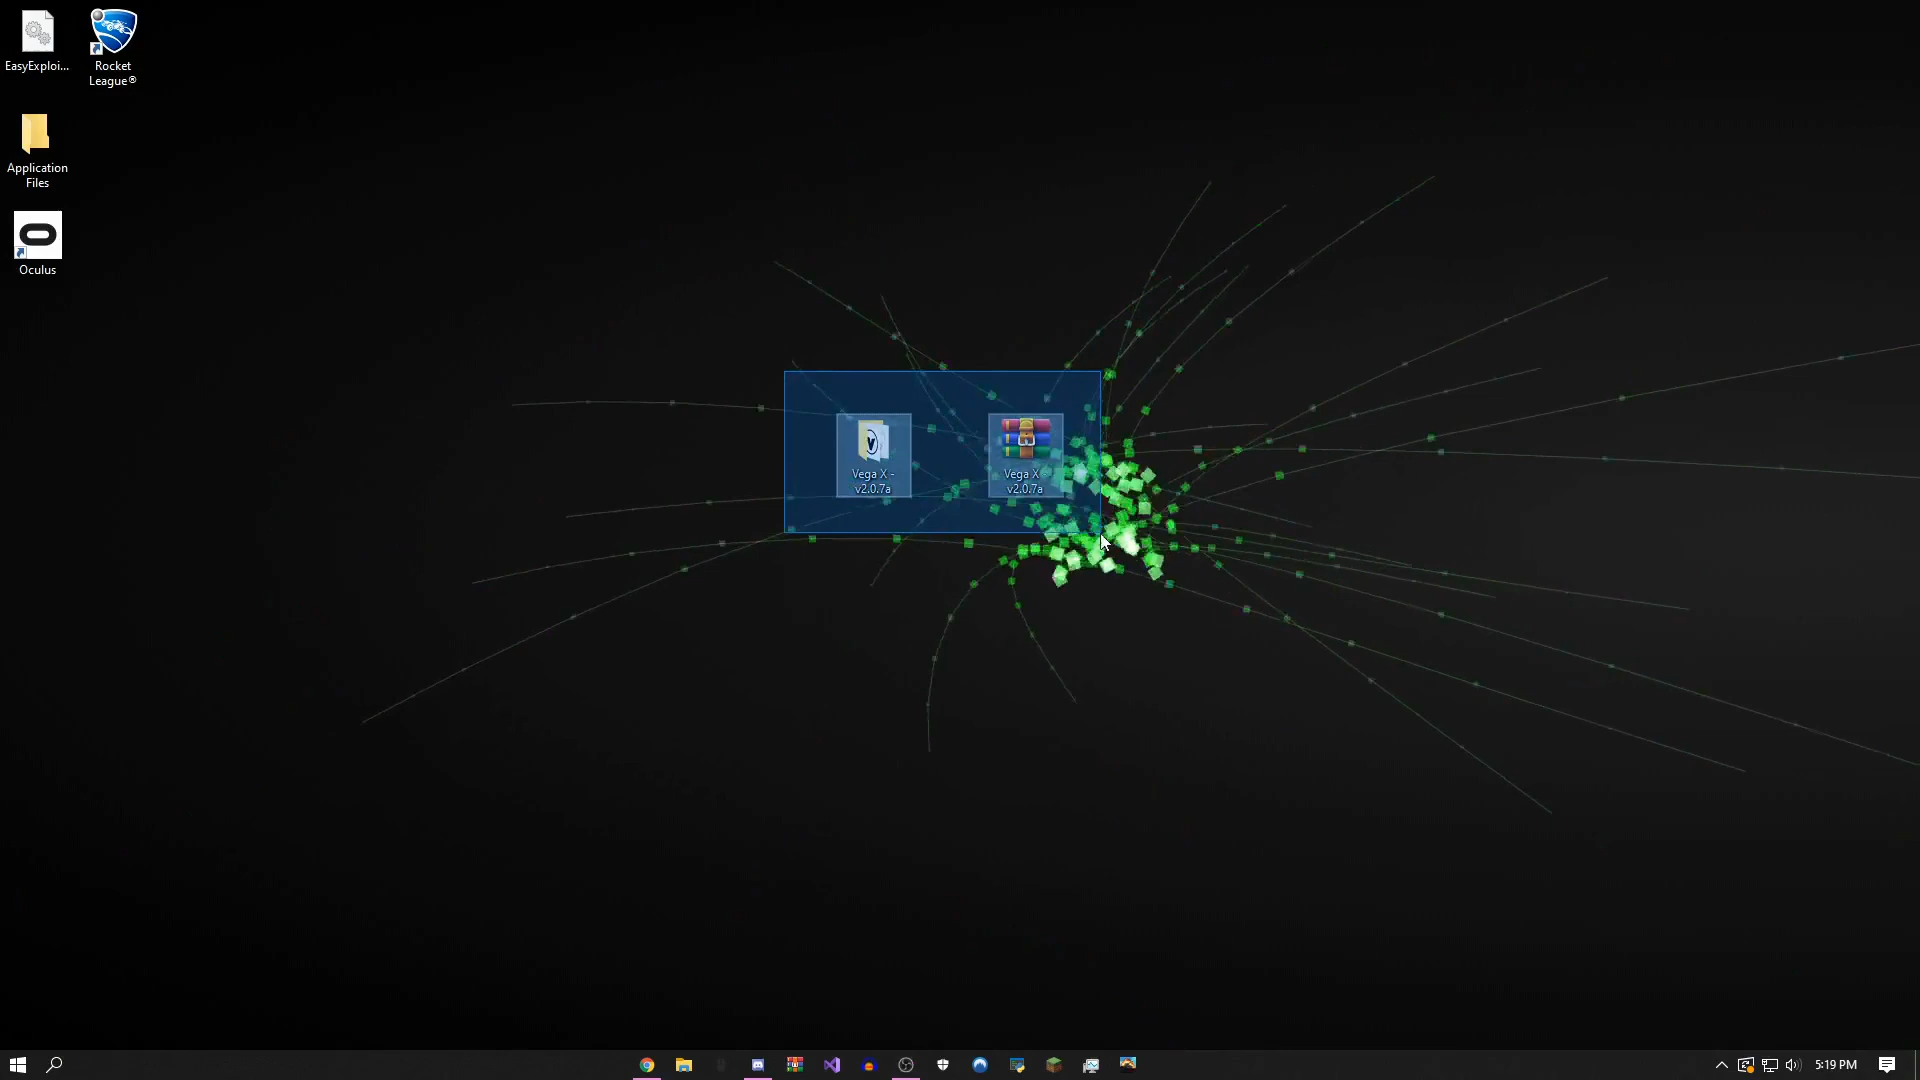 EasyExploi...
Rocket
League®
Application
Files
Oculus
Vega X -
v2.0.7a
Vega X -
v2.0.7a
5:19 PM